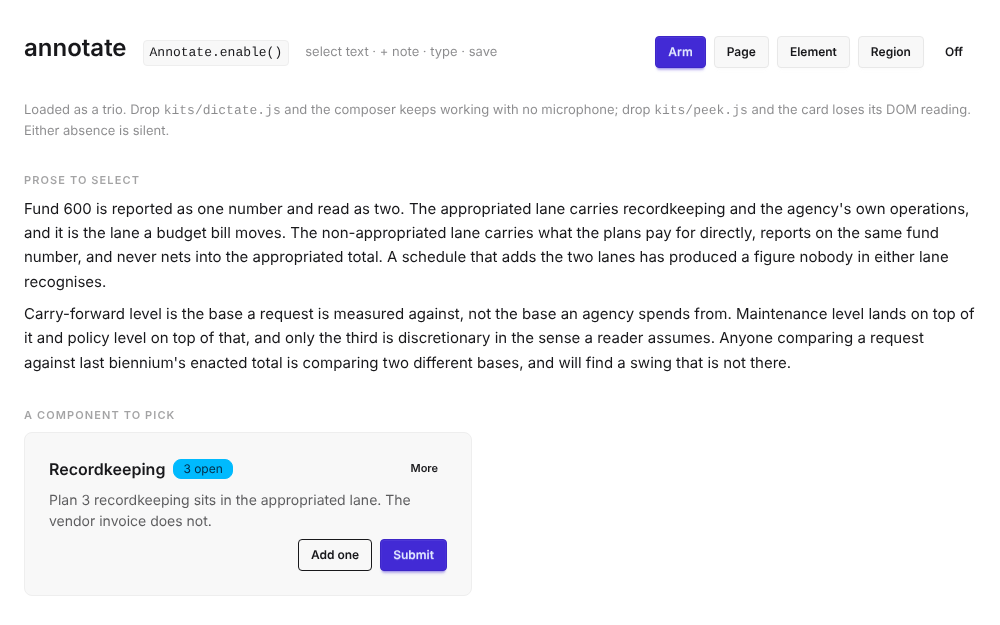 annotate Annotate.enable() select text · + note · type · save Arm Page Element Region Off
Loaded as a trio. Drop kits/dictate.js and the composer keeps working with no microphone; drop kits/peek.js and the card loses its DOM reading.
Either absence is silent.
PROSE TO SELECT
Fund 600 is reported as one number and read as two. The appropriated lane carries recordkeeping and the agency's own operations,
and it is the lane a budget bill moves. The non-appropriated lane carries what the plans pay for directly, reports on the same fund
number, and never nets into the appropriated total. A schedule that adds the two lanes has produced a figure nobody in either lane
recognises.
Carry-forward level is the base a request is measured against, not the base an agency spends from. Maintenance level lands on top of
it and policy level on top of that, and only the third is discretionary in the sense a reader assumes. Anyone comparing a request
against last biennium's enacted total is comparing two different bases, and will find a swing that is not there.
A COMPONENT TO PICK
Recordkeeping 3 open More
Plan 3 recordkeeping sits in the appropriated lane. The
vendor invoice does not.
Add one Submit